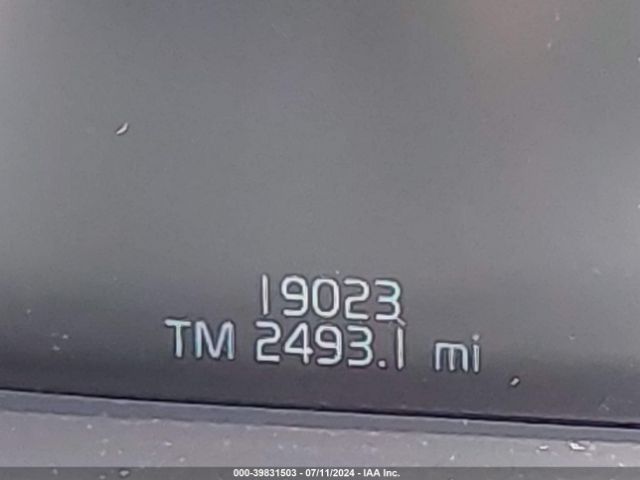 19023
TM 2493.1 mi
000-39831503 - 07/11/2024 - IAA Inc.